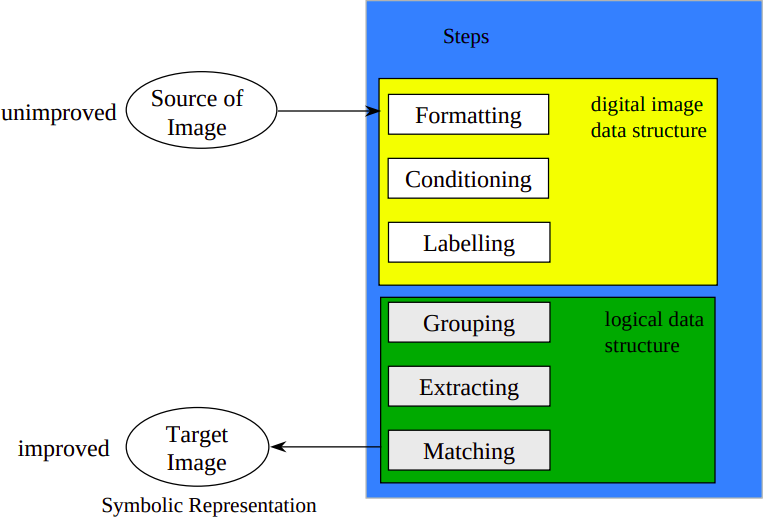 Steps
unimproved
Source of
Image
Formatting
digital image
data structure
Conditioning
Labelling
Grouping
logical data
structure
Extracting
improved
Target
Image
Matching
Symbolic Representation